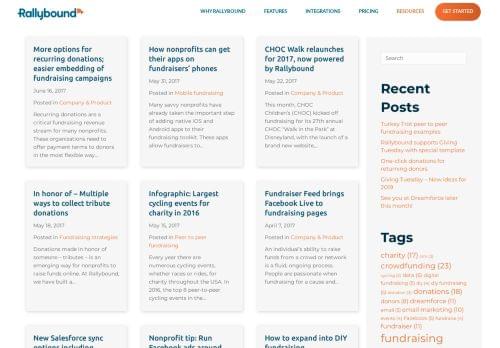 Rallybound
WHY RALLYBOUND
FEATURES
INTEGRATIONS
PRICING
RESOURCES
GET STARTED
More options for
recurring donations;
easier embedding of
fundraising campaigns
June 16, 2017
Posted in Company & Product
Recurring donations are a
critical fundraising revenue
stream for many nonprofits.
These organizations need to
offer payment terms to donors
in the most flexible way...
How nonprofits can get
their apps on
fundraisers' phones
May 31, 2017
Posted in Mobile fundraising
Many savvy nonprofits have
already taken the important step
of adding native iOS and
Android apps to their
fundraising toolkit. These apps
allow fundraisers to...
CHOC Walk relaunches
for 2017, now powered
by Rallybound
May 22, 2017
Posted in Company & Product
This month, CHOC
Children's (CHOC) kicked off
fundraising for its 27th annual
CHOC "Walk in the Park" at
Disneyland, with the launch of a
brand new website,...
In honor of – Multiple
ways to collect tribute
donations
May 18, 2017
Posted in Fundraising strategies
Donations made in honor of
someone – tributes – is an
emerging way for nonprofits to
raise funds online. At Rallybound,
we have built a...
Infographic: Largest
cycling events for
charity in 2016
May 15, 2017
Posted in Peer to peer
fundraising
Every year there are
numerous cycling events,
whether races or rides, for
charity throughout the USA. In
2016, the top 8 peer-to-peer
cycling events in the...
Fundraiser Feed brings
Facebook Live to
fundraising pages
April 7, 2017
Posted in Company & Product
An individual's ability to raise
funds from a crowd or network
is a fluid, ongoing process.
People are passionate when
fundraising for a cause and...
New Salesforce sync
options including
Nonprofit tip: Run
Facebook ads around
How to expand into DIY
fundraising
Search
Recent
Posts
Turkey Trot peer to peer
fundraising examples
Rallybound supports Giving
Tuesday with special template
One-click donations for
returning donors
Giving Tuesday – New ideas for
2019
See you at Dreamforce later
this month!
Tags
charity (17)
crowdfunding (23)
data (5) digital
fundraising (5) diy (4) diy fundraising
(5) donations (18)
donors (8) dreamforce (11)
email (5) email marketing (10)
events (4) Facebook (5)
fundraiser (11)
fundraising